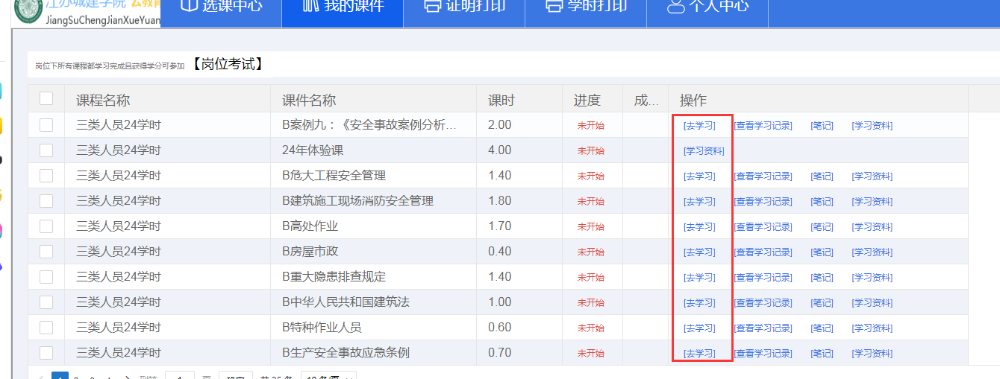 江苏城建学院 云教育
JiangSuChengJianXueYuan
选课中心 我的课件 证明打印 学时打印 个人中心
岗位下所有课程都学习完成且获得学分可参加 【岗位考试】
课程名称 课件名称 课时 进度 成... 操作
三类人员24学时 B案例九：《安全事故案例分析... 2.00 未开始 [去学习] [查看学习记录] [笔记] [学习资料]
三类人员24学时 24年体验课 4.00 未开始 [学习资料]
三类人员24学时 B危大工程安全管理 1.40 未开始 [去学习] [查看学习记录] [笔记] [学习资料]
三类人员24学时 B建筑施工现场消防安全管理 1.80 未开始 [去学习] [查看学习记录] [笔记] [学习资料]
三类人员24学时 B高处作业 1.70 未开始 [去学习] [查看学习记录] [笔记] [学习资料]
三类人员24学时 B房屋市政 0.40 未开始 [去学习] [查看学习记录] [笔记] [学习资料]
三类人员24学时 B重大隐患排查规定 1.40 未开始 [去学习] [查看学习记录] [笔记] [学习资料]
三类人员24学时 B中华人民共和国建筑法 1.00 未开始 [去学习] [查看学习记录] [笔记] [学习资料]
三类人员24学时 B特种作业人员 0.60 未开始 [去学习] [查看学习记录] [笔记] [学习资料]
三类人员24学时 B生产安全事故应急条例 0.70 未开始 [去学习] [查看学习记录] [笔记] [学习资料]